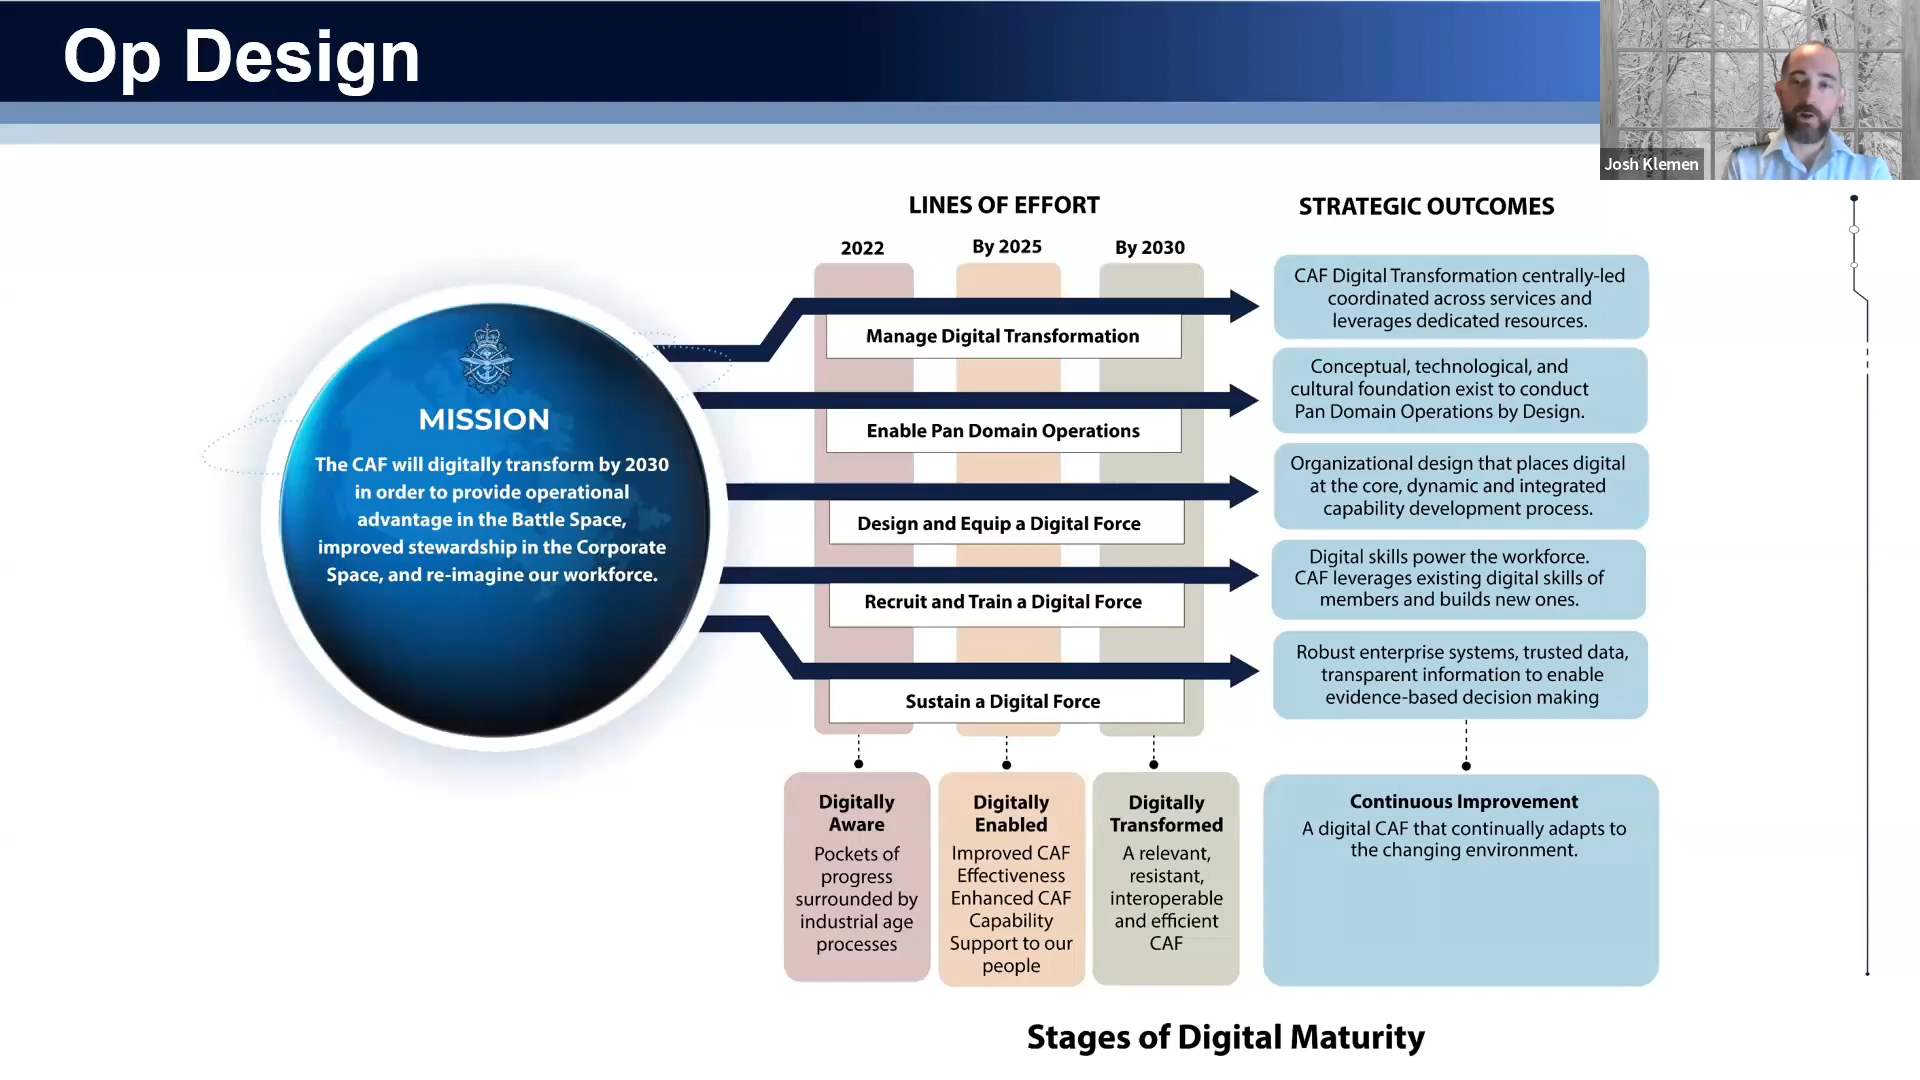 Op Design
Josh Klemen
LINES OF EFFORT
STRATEGIC OUTCOMES
2022
By 2025
By 2030
MISSION
The CAF will digitally transform by 2030
in order to provide operational
advantage in the Battle Space,
improved stewardship in the Corporate
Space, and re-imagine our workforce.
Manage Digital Transformation
Enable Pan Domain Operations
Design and Equip a Digital Force
Recruit and Train a Digital Force
Sustain a Digital Force
CAF Digital Transformation centrally-led
coordinated across services and
leverages dedicated resources.
Conceptual, technological, and
cultural foundation exist to conduct
Pan Domain Operations by Design.
Organizational design that places digital
at the core, dynamic and integrated
capability development process.
Digital skills power the workforce.
CAF leverages existing digital skills of
members and builds new ones.
Robust enterprise systems, trusted data,
transparent information to enable
evidence-based decision making
Digitally
Aware
Pockets of
progress
surrounded by
industrial age
processes
Digitally
Enabled
Improved CAF
Effectiveness
Enhanced CAF
Capability
Support to our
people
Digitally
Transformed
A relevant,
resistant,
interoperable
and efficient
CAF
Continuous Improvement
A digital CAF that continually adapts to
the changing environment.
Stages of Digital Maturity